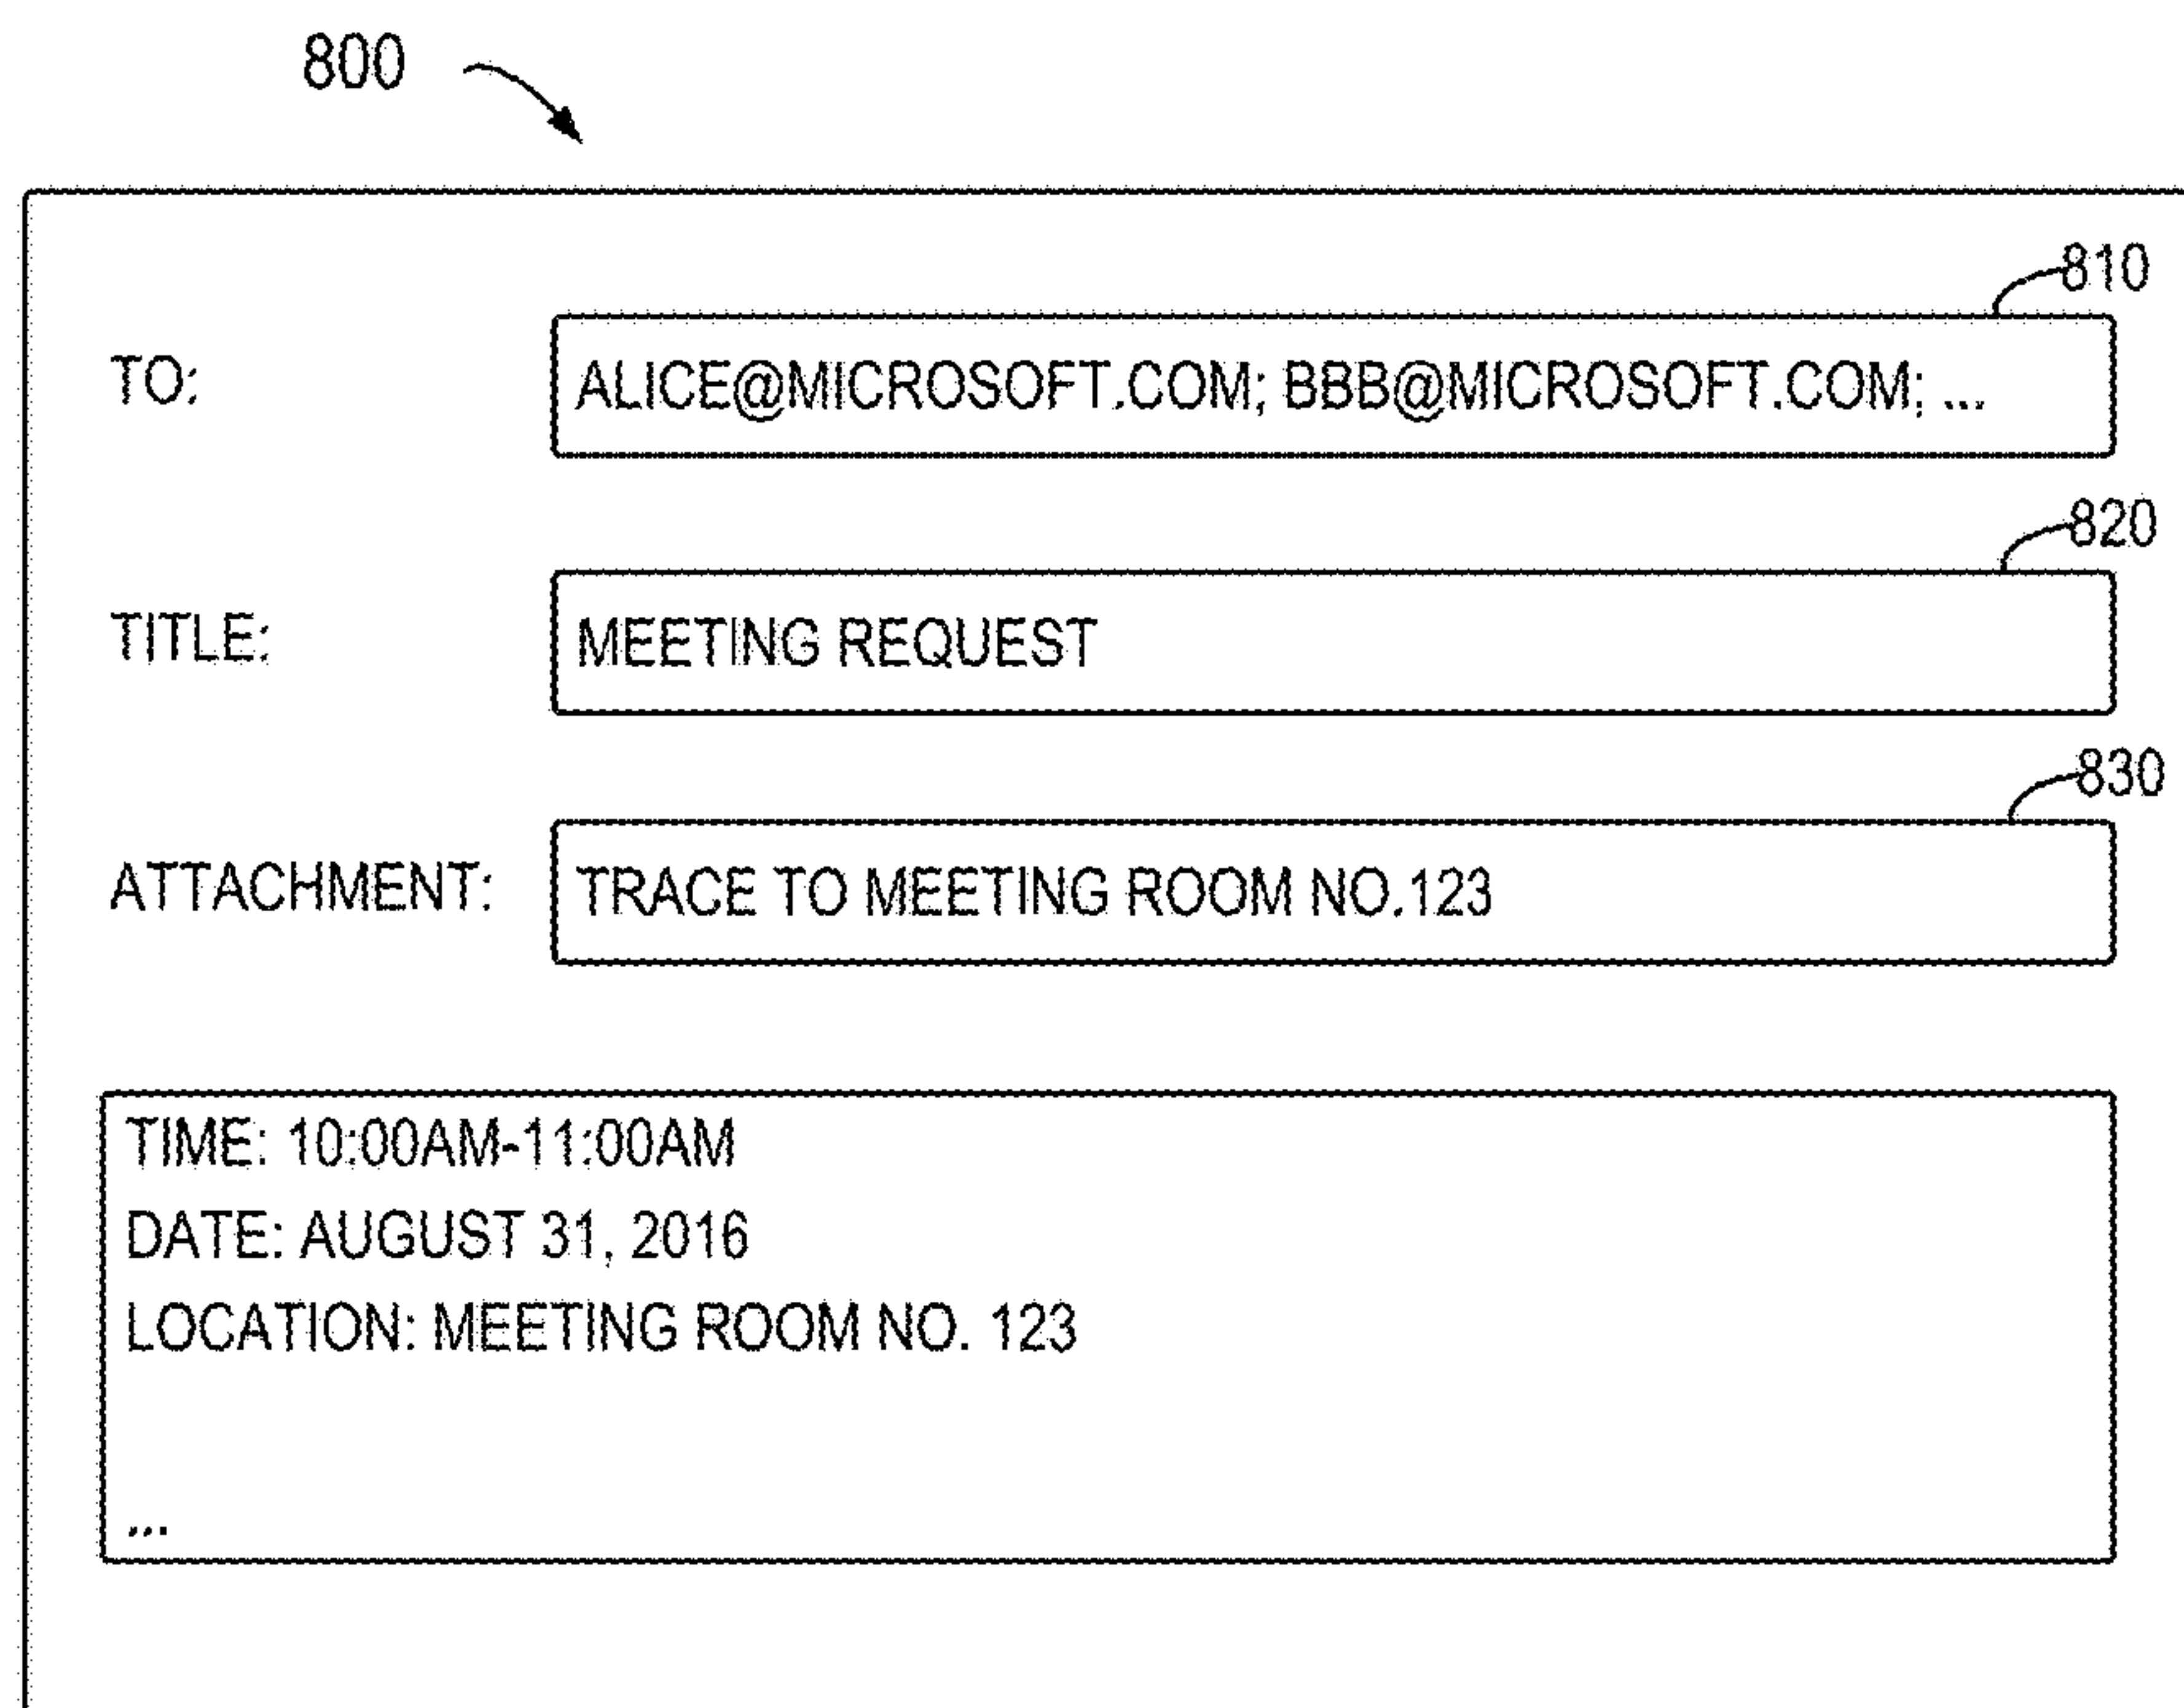 800
810
TO: ALICE@MICROSOFT.COM; BBB@MICROSOFT.COM; ...
820
TITLE: MEETING REQUEST
830
ATTACHMENT: TRACE TO MEETING ROOM NO.123
TIME: 10:00AM-11:00AM
DATE: AUGUST 31, 2016
LOCATION: MEETING ROOM NO. 123
...